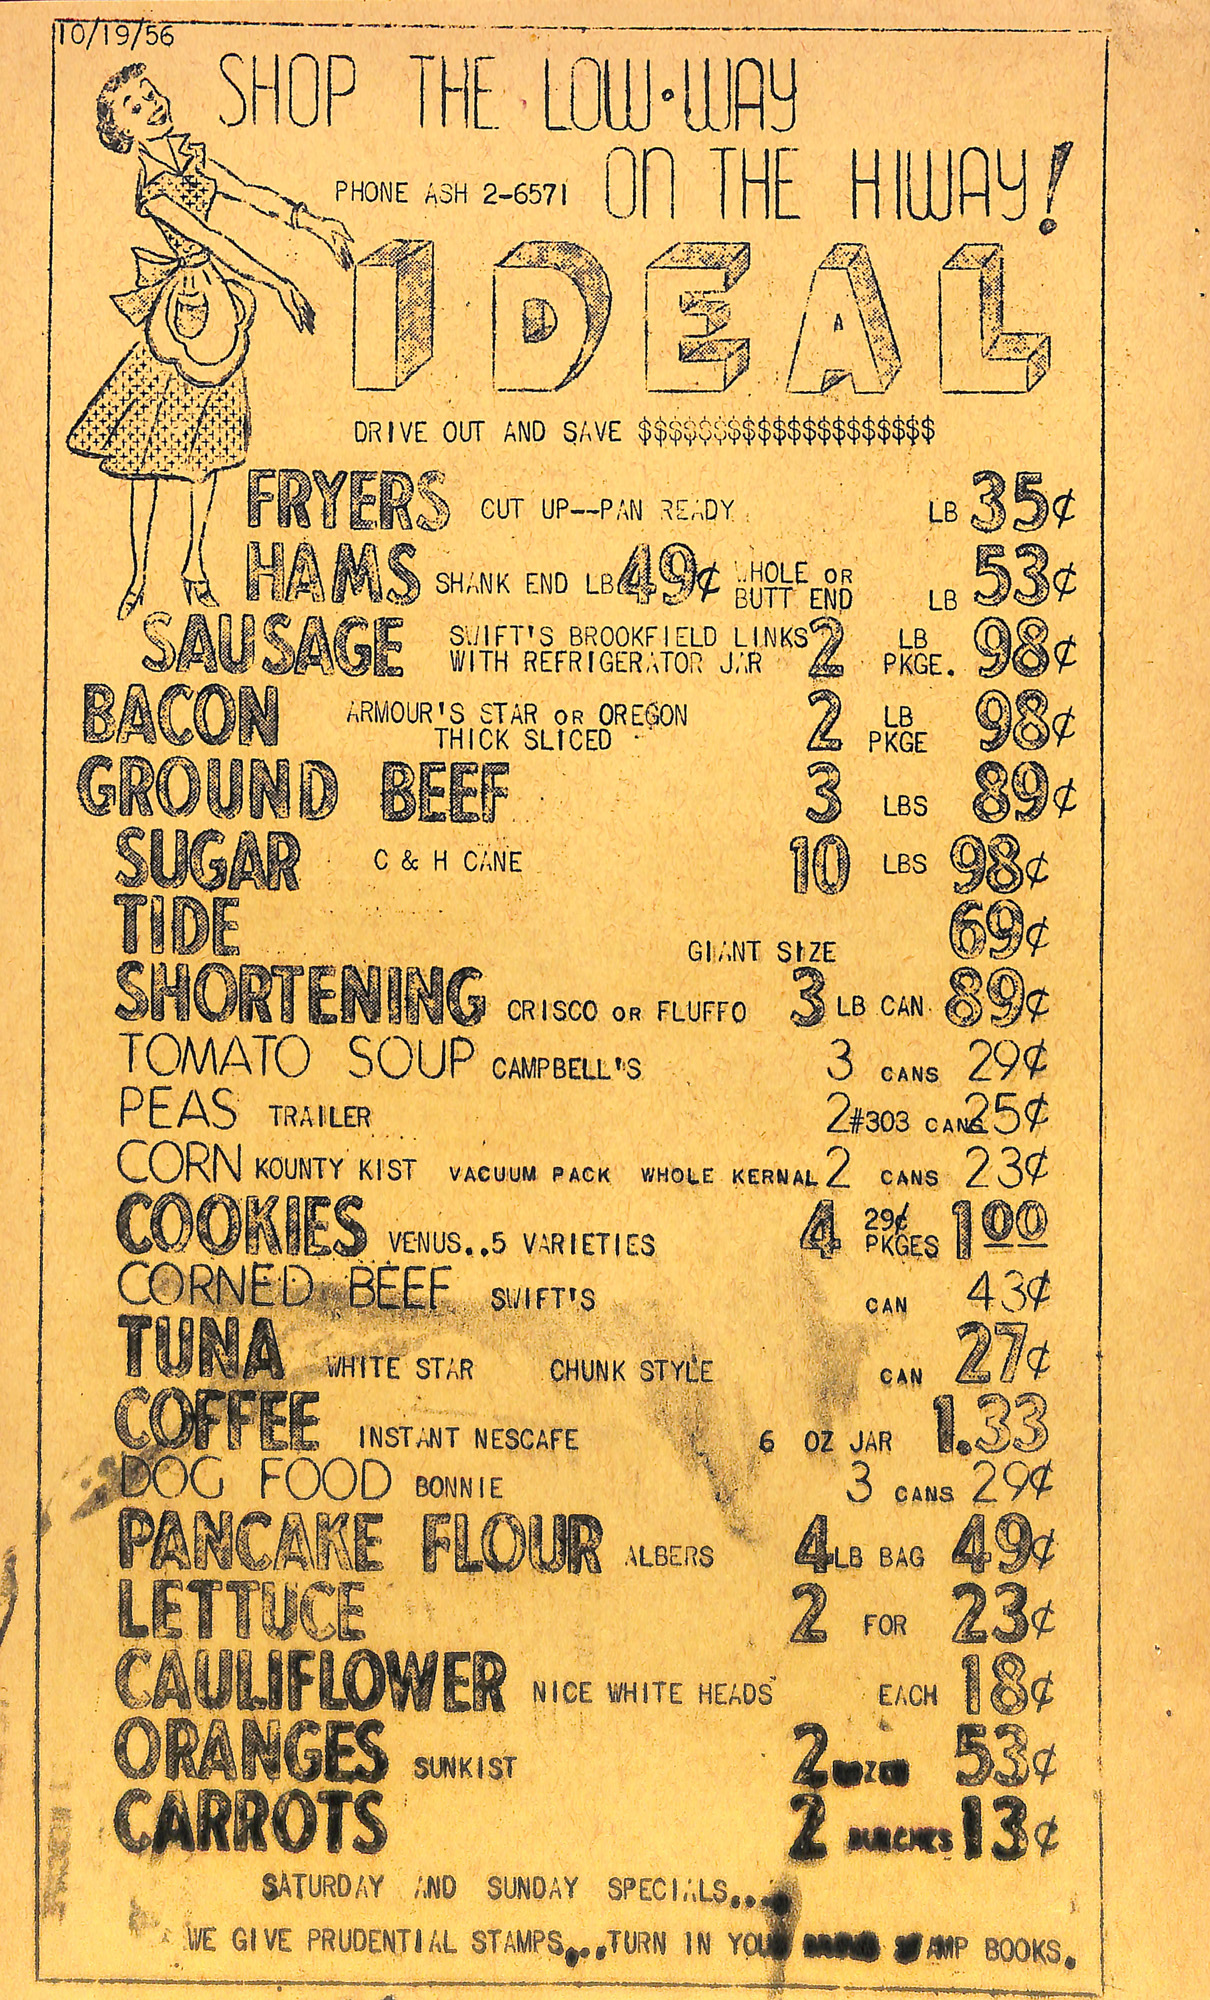 10/19/56
SHOP THE LOW·WAY
ON THE HIWAY!
PHONE ASH 2-6571
IDEAL
DRIVE OUT AND SAVE $$$$$$$$$$$$$$$$$$$$
FRYERS CUT UP--PAN READY LB 35¢
HAMS SHANK END LB 49¢ WHOLE OR BUTT END LB 53¢
SAUSAGE SWIFT'S BROOKFIELD LINKS WITH REFRIGERATOR JAR 2 LB PKGE. 98¢
BACON ARMOUR'S STAR OR OREGON THICK SLICED 2 LB PKGE 98¢
GROUND BEEF 3 LBS 89¢
SUGAR C & H CANE 10 LBS 98¢
TIDE GIANT SIZE 69¢
SHORTENING CRISCO OR FLUFFO 3 LB CAN 89¢
TOMATO SOUP CAMPBELL'S 3 CANS 29¢
PEAS TRAILER 2 #303 CANS 25¢
CORN KOUNTY KIST VACUUM PACK WHOLE KERNAL 2 CANS 23¢
COOKIES VENUS..5 VARIETIES 4 29¢ PKGES 1 00
CORNED BEEF SWIFT'S CAN 43¢
TUNA WHITE STAR CHUNK STYLE CAN 27¢
COFFEE INSTANT NESCAFE 6 OZ JAR 1.33
DOG FOOD BONNIE 3 CANS 29¢
PANCAKE FLOUR ALBERS 4 LB BAG 49¢
LETTUCE 2 FOR 23¢
CAULIFLOWER NICE WHITE HEADS EACH 18¢
ORANGES SUNKIST 2 DOZEN 53¢
CARROTS 2 BUNCHES 13¢
SATURDAY AND SUNDAY SPECIALS....
WE GIVE PRUDENTIAL STAMPS....TURN IN YOUR STAMP BOOKS.